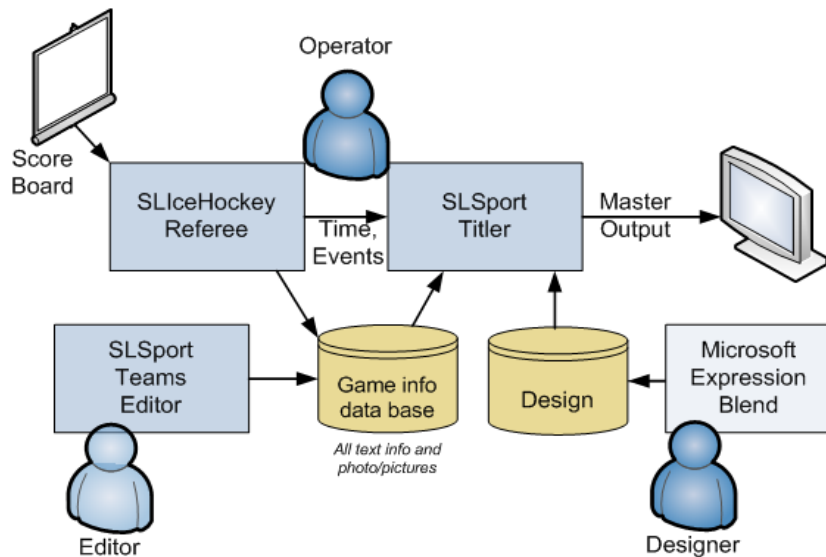 Operator
Score
Board
SLIceHockey
Referee
Time,
Events
SLSport
Titler
Master
Output
SLSport
Teams
Editor
Game info
data base
Design
Microsoft
Expression
Blend
All text info and
photo/pictures
Editor
Designer